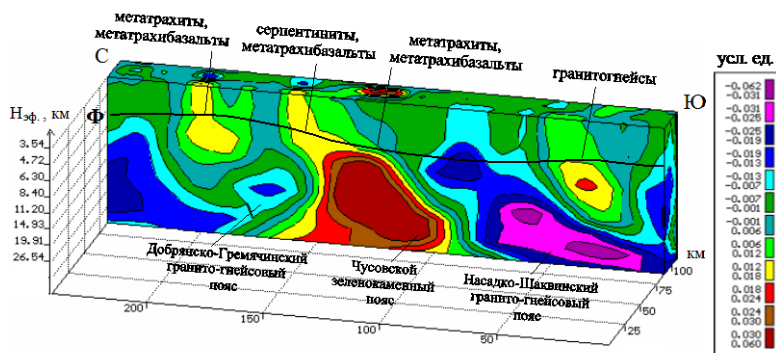 метатрахиты,
метатрахибазальты
серпентиниты,
метатрахибазальты
метатрахиты,
метатрахибазальты
гранитогнейсы
усл. ед.
С
Ю
Нэф., км
Ф
3.54
4.72
6.30
8.40
11.20
14.93
19.91
26.54
Добрянско-Гремячинский
гранито-гнейсовый
пояс
Чусовской
зеленокаменный
пояс
Насадко-Шаквинский
гранито-гнейсовый
пояс
200
150
100
50
км
100
75
50
25
-0.062
-0.031
-0.031
-0.025
-0.025
-0.019
-0.019
-0.013
-0.013
-0.007
-0.007
-0.001
-0.001
0.006
0.006
0.012
0.012
0.018
0.018
0.024
0.024
0.030
0.030
0.060